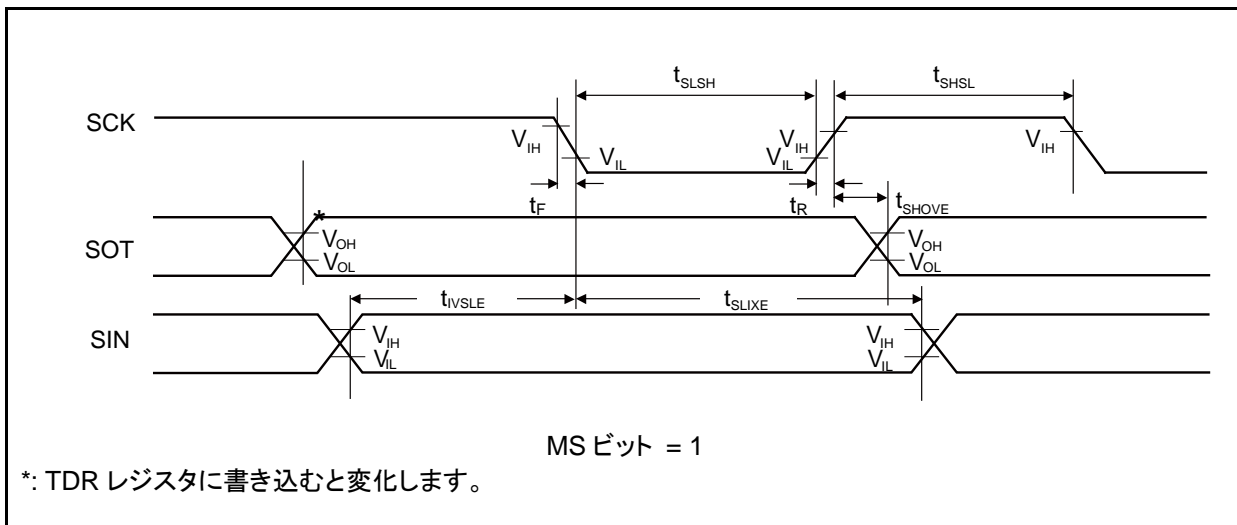 tSLSH tSHSL
SCK
VIH VIL VIH VIL VIH
tF tR tSHOVE
*
SOT
VOH VOL VOH VOL
tIVSLE tSLIXE
SIN
VIH VIL VIH VIL
MS ビット = 1
*: TDR レジスタに書き込むと変化します。